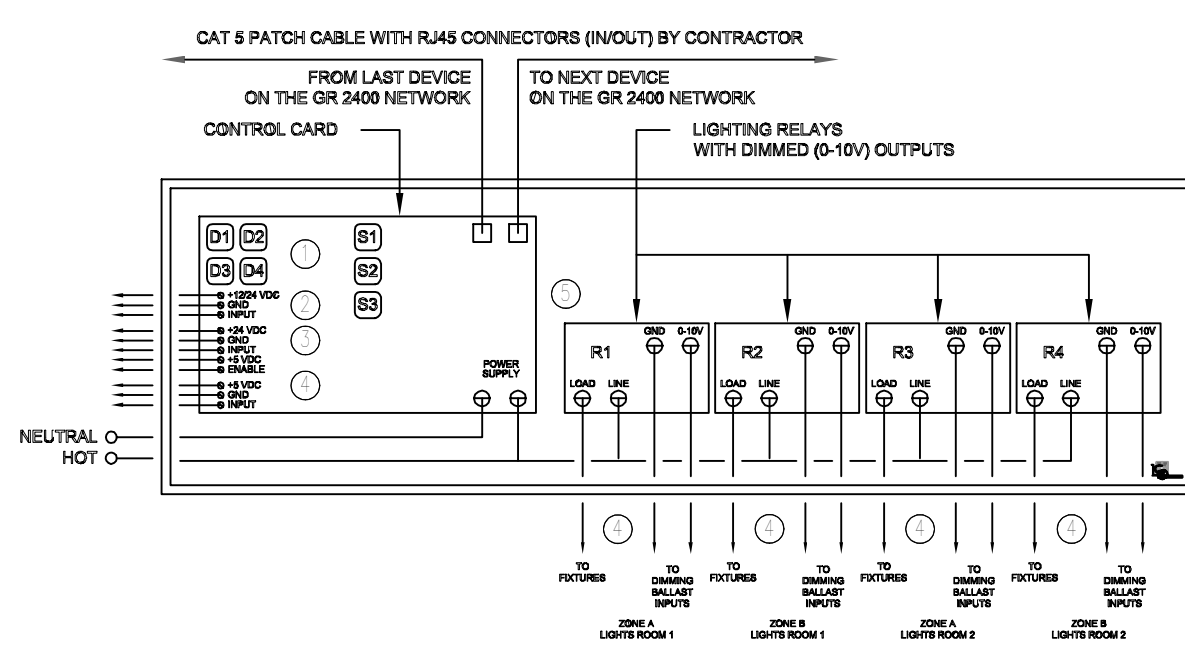 CAT 5 PATCH CABLE WITH RJ45 CONNECTORS (IN/OUT) BY CONTRACTOR
FROM LAST DEVICE
ON THE GR 2400 NETWORK
TO NEXT DEVICE
ON THE GR 2400 NETWORK
CONTROL CARD
LIGHTING RELAYS
WITH DIMMED (0-10V) OUTPUTS
D1 D2
D3 D4
1
S1
S2
S3
+12/24 VDC
GND
INPUT
2
+24 VDC
GND
INPUT
+5 VDC
ENABLE
3
+5 VDC
GND
INPUT
4
POWER
SUPPLY
5
NEUTRAL
HOT
R1
GND 0-10V
LOAD LINE
R2
GND 0-10V
LOAD LINE
R3
GND 0-10V
LOAD LINE
R4
GND 0-10V
LOAD LINE
4
4
4
4
TO
FIXTURES
TO
DIMMING
BALLAST
INPUTS
TO
FIXTURES
TO
DIMMING
BALLAST
INPUTS
TO
FIXTURES
TO
DIMMING
BALLAST
INPUTS
TO
FIXTURES
TO
DIMMING
BALLAST
INPUTS
ZONE A
LIGHTS ROOM 1
ZONE B
LIGHTS ROOM 1
ZONE A
LIGHTS ROOM 2
ZONE B
LIGHTS ROOM 2